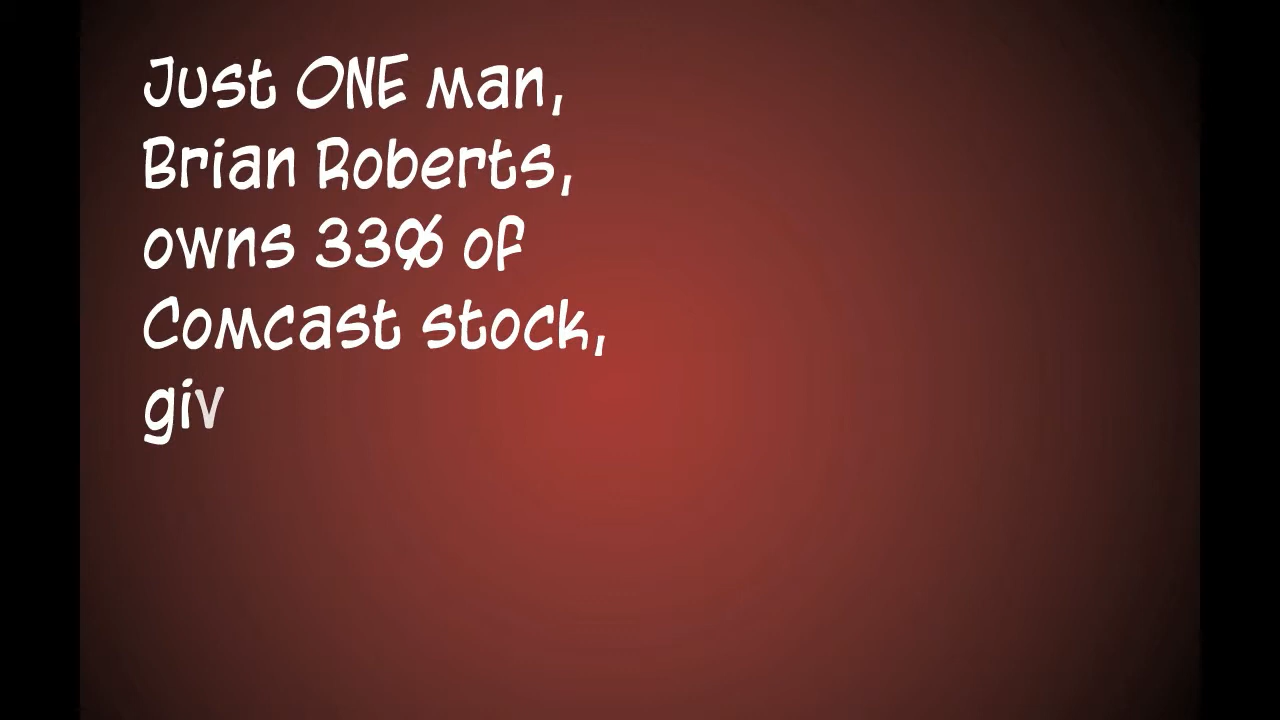 Just ONE man,
Brian Roberts,
owns 33% of
Comcast stock,
giv